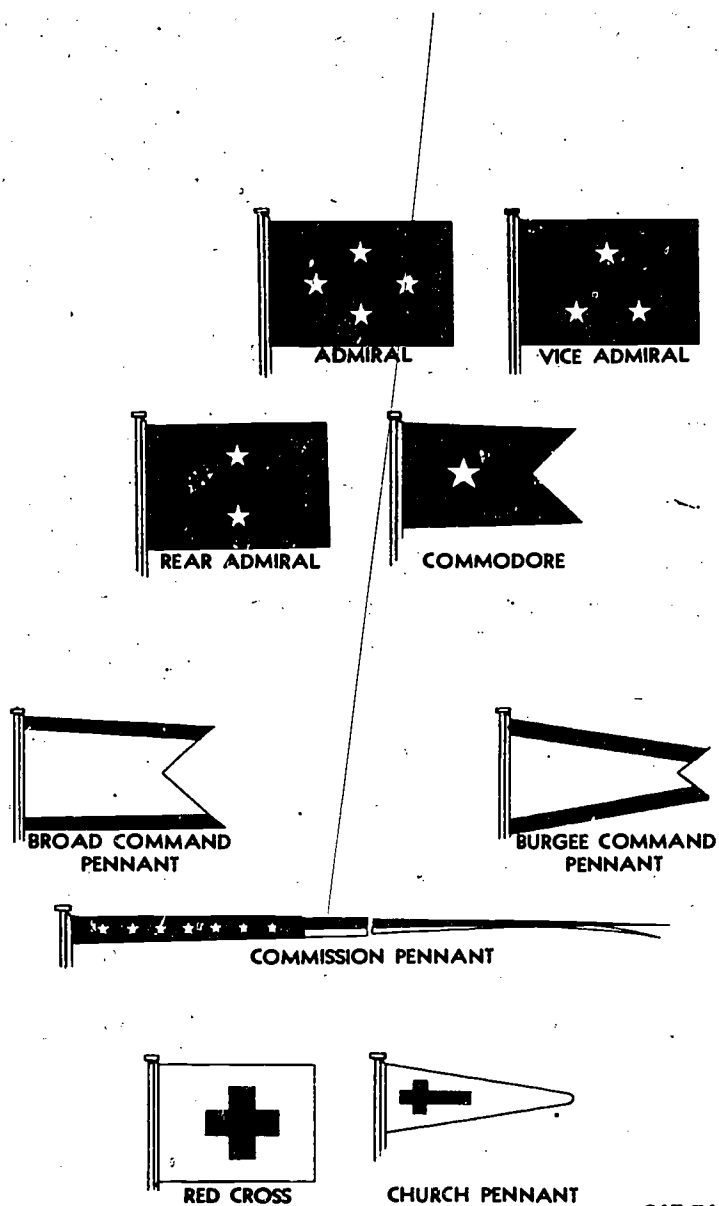 ADMIRAL
VICE ADMIRAL
REAR ADMIRAL
COMMODORE
BROAD COMMAND
PENNANT
BURGEE COMMAND
PENNANT
COMMISSION PENNANT
RED CROSS
CHURCH PENNANT